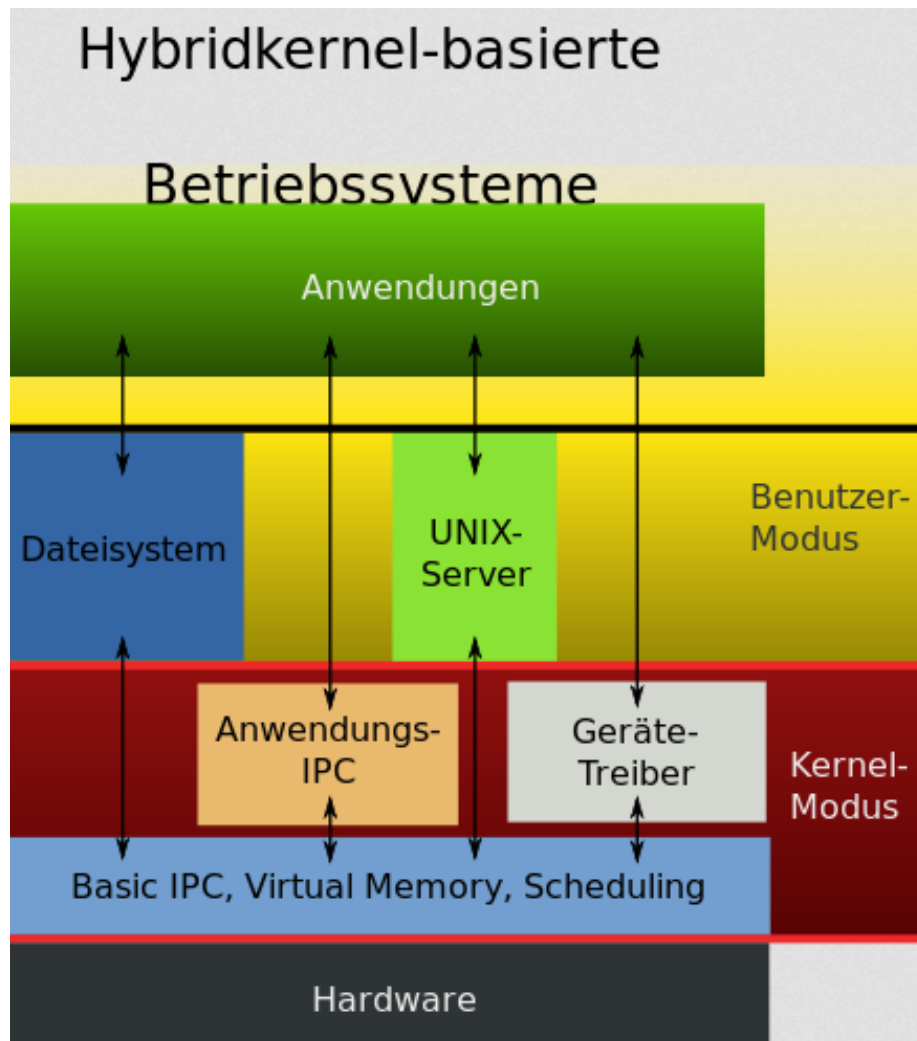 Hybridkernel-basierte
Betriebssysteme
Anwendungen
Benutzer-
Modus
Dateisystem
UNIX-
Server
Anwendungs-
IPC
Geräte-
Treiber
Kernel-
Modus
Basic IPC, Virtual Memory, Scheduling
Hardware